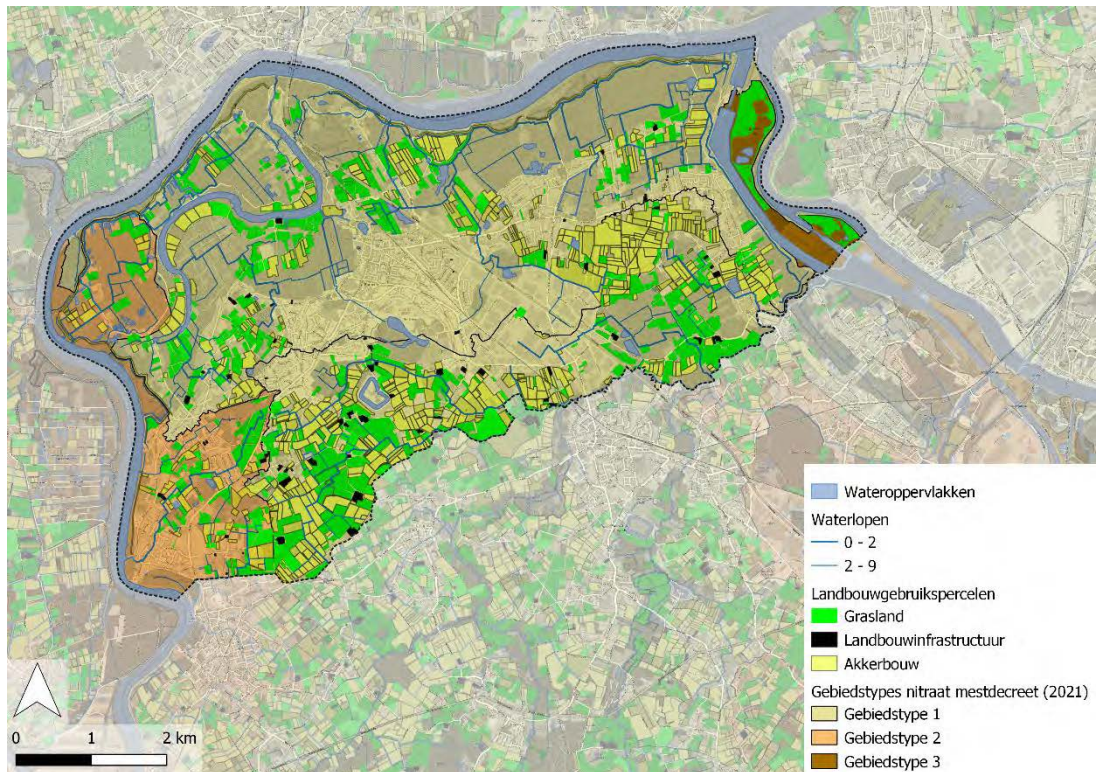 Wateroppervlakken
Waterlopen
0 - 2
2 - 9
Landbouwgebruikspercelen
Grasland
Landbouwinfrastructuur
Akkerbouw
Gebiedstypes nitraat mestdecreet (2021)
Gebiedstype 1
Gebiedstype 2
Gebiedstype 3
0 1 2 km